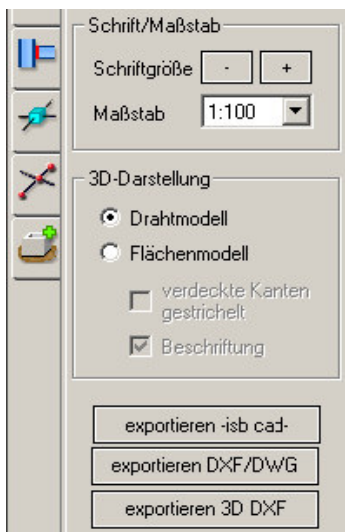 Schrift/Maßstab
Schriftgröße - +
Maßstab 1:100
3D-Darstellung
Drahtmodell
Flächenmodell
verdeckte Kanten
gestrichelt
Beschriftung
exportieren -isb cad-
exportieren DXF/DWG
exportieren 3D DXF